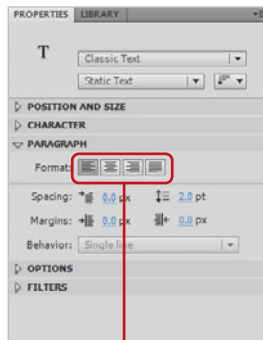 PROPERTIES LIBRARY
T
Classic Text
Static Text
POSITION AND SIZE
CHARACTER
PARAGRAPH
Format:
Spacing: 0.0 px 2.0 pt
Margins: 0.0 px 0.0 px
Behavior: Single line
OPTIONS
FILTERS